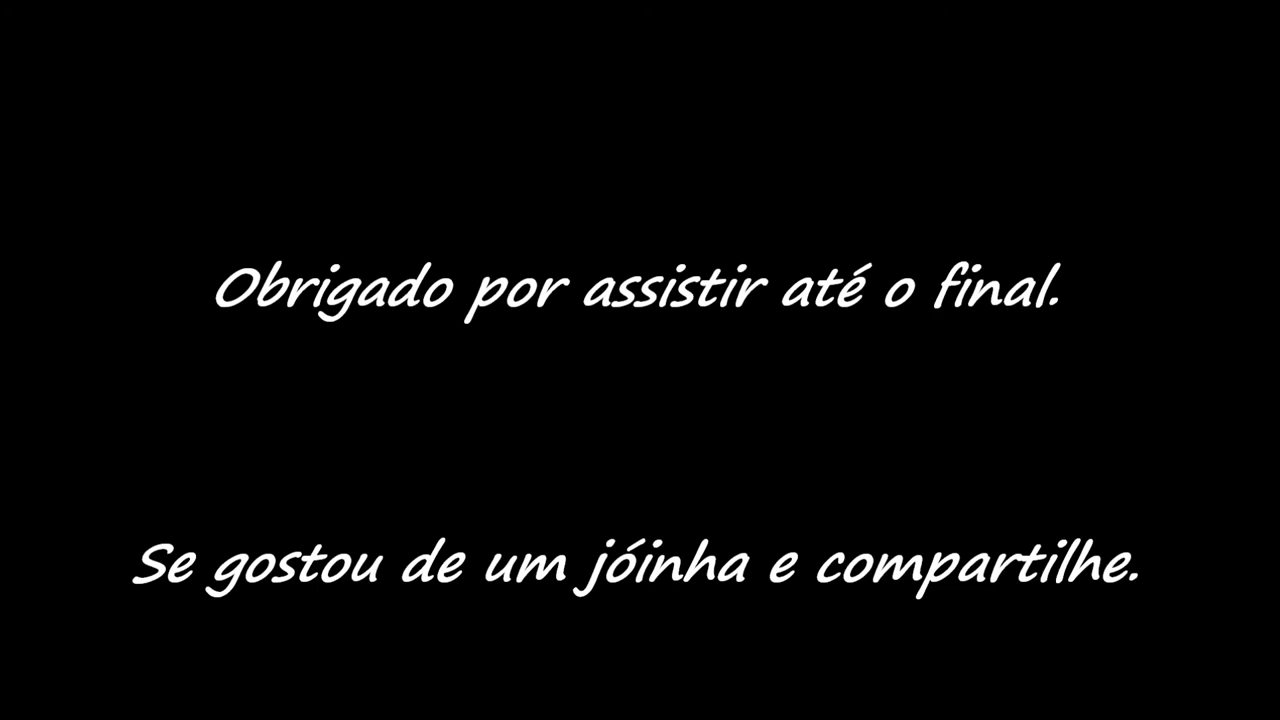 Obrigado por assistir até o final.
Se gostou de um jóinha e compartilhe.